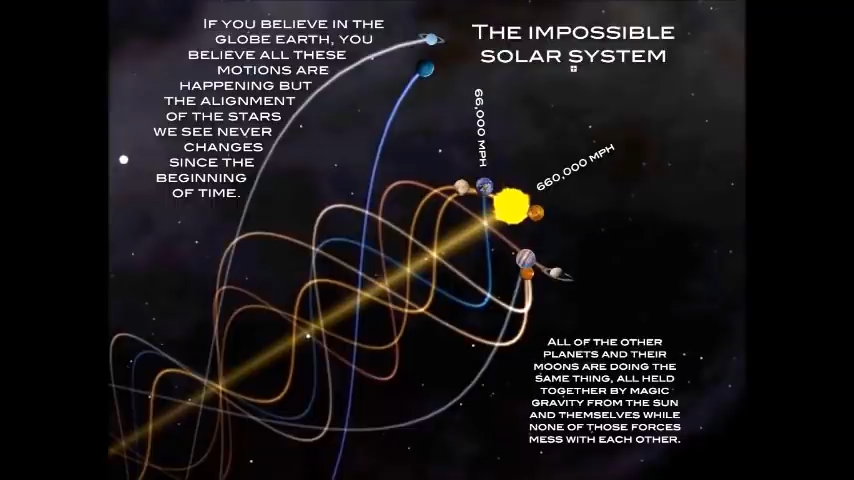 If you believe in the
globe Earth, you
believe all these
motions are
happening but
the alignment
of the stars
we see never
changes
since the
beginning
of time.
The impossible
solar system
66,000 mph
660,000 mph
All of the other
planets and their
moons are doing the
same thing, all held
together by magic
gravity from the sun
and themselves while
none of those forces
mess with each other.